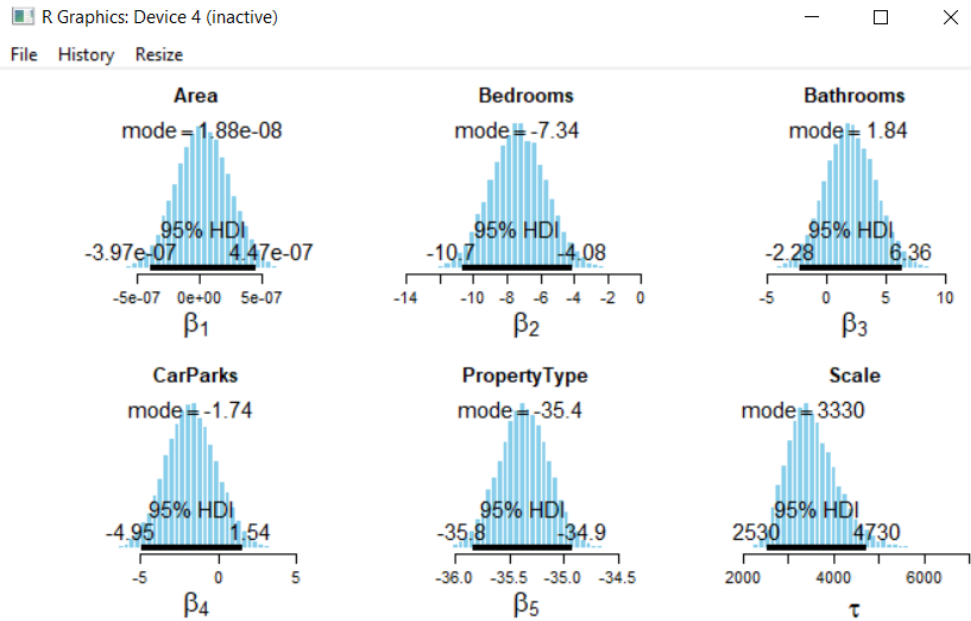 R Graphics: Device 4 (inactive)
File History Resize
Area
mode = 1.88e-08
95% HDI
-3.97e-07 4.47e-07
-5e-07 0e+00 5e-07
β1
Bedrooms
mode = -7.34
95% HDI
-10.7 -4.08
-14 -10 -8 -6 -4 -2 0
β2
Bathrooms
mode = 1.84
95% HDI
-2.28 6.36
-5 0 5 10
β3
CarParks
mode = -1.74
95% HDI
-4.95 1.54
-5 0 5
β4
PropertyType
mode = -35.4
95% HDI
-35.8 -34.9
-36.0 -35.5 -35.0 -34.5
β5
Scale
mode = 3330
95% HDI
2530 4730
2000 4000 6000
τ